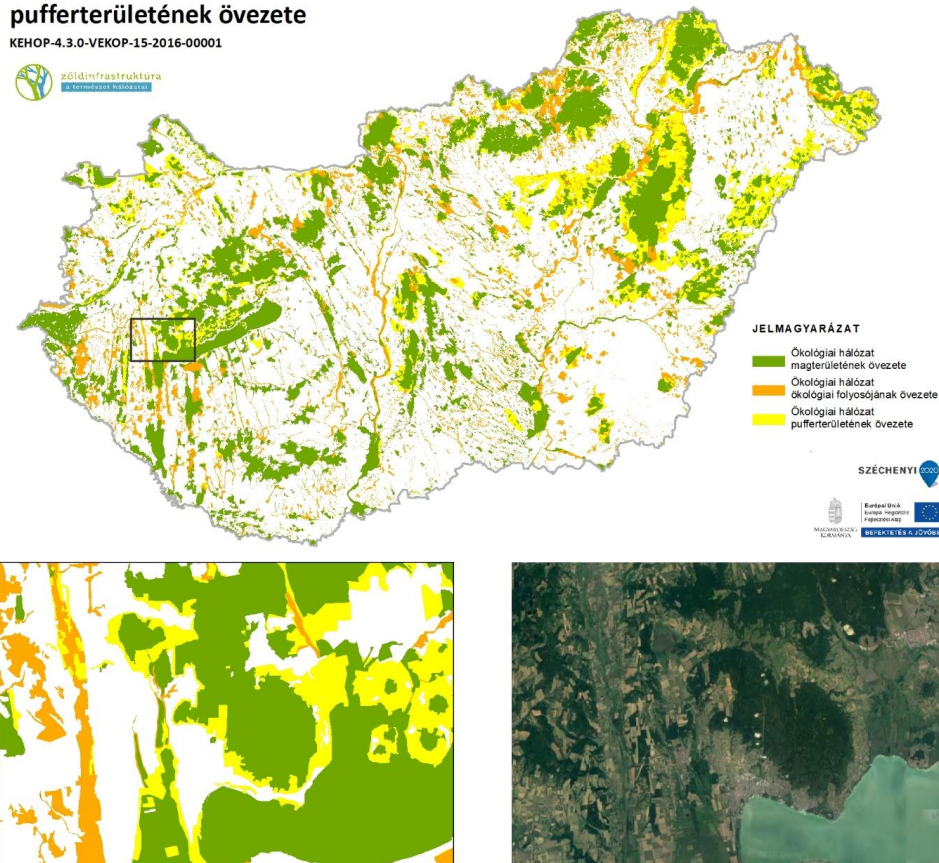 pufferterületének övezete
KEHOP-4.3.0-VEKOP-15-2016-00001
zöldinfrastruktúra
a természet hálózatai
JELMAGYARÁZAT
Ökológiai hálózat
magterületének övezete
Ökológiai hálózat
ökológiai folyosójának övezete
Ökológiai hálózat
pufferterületének övezete
SZÉCHENYI 2020
MAGYARORSZÁG
KORMÁNYA
Európai Unió
Európai Regionális
Fejlesztési Alap
BEFEKTETÉS A JÖVŐBE